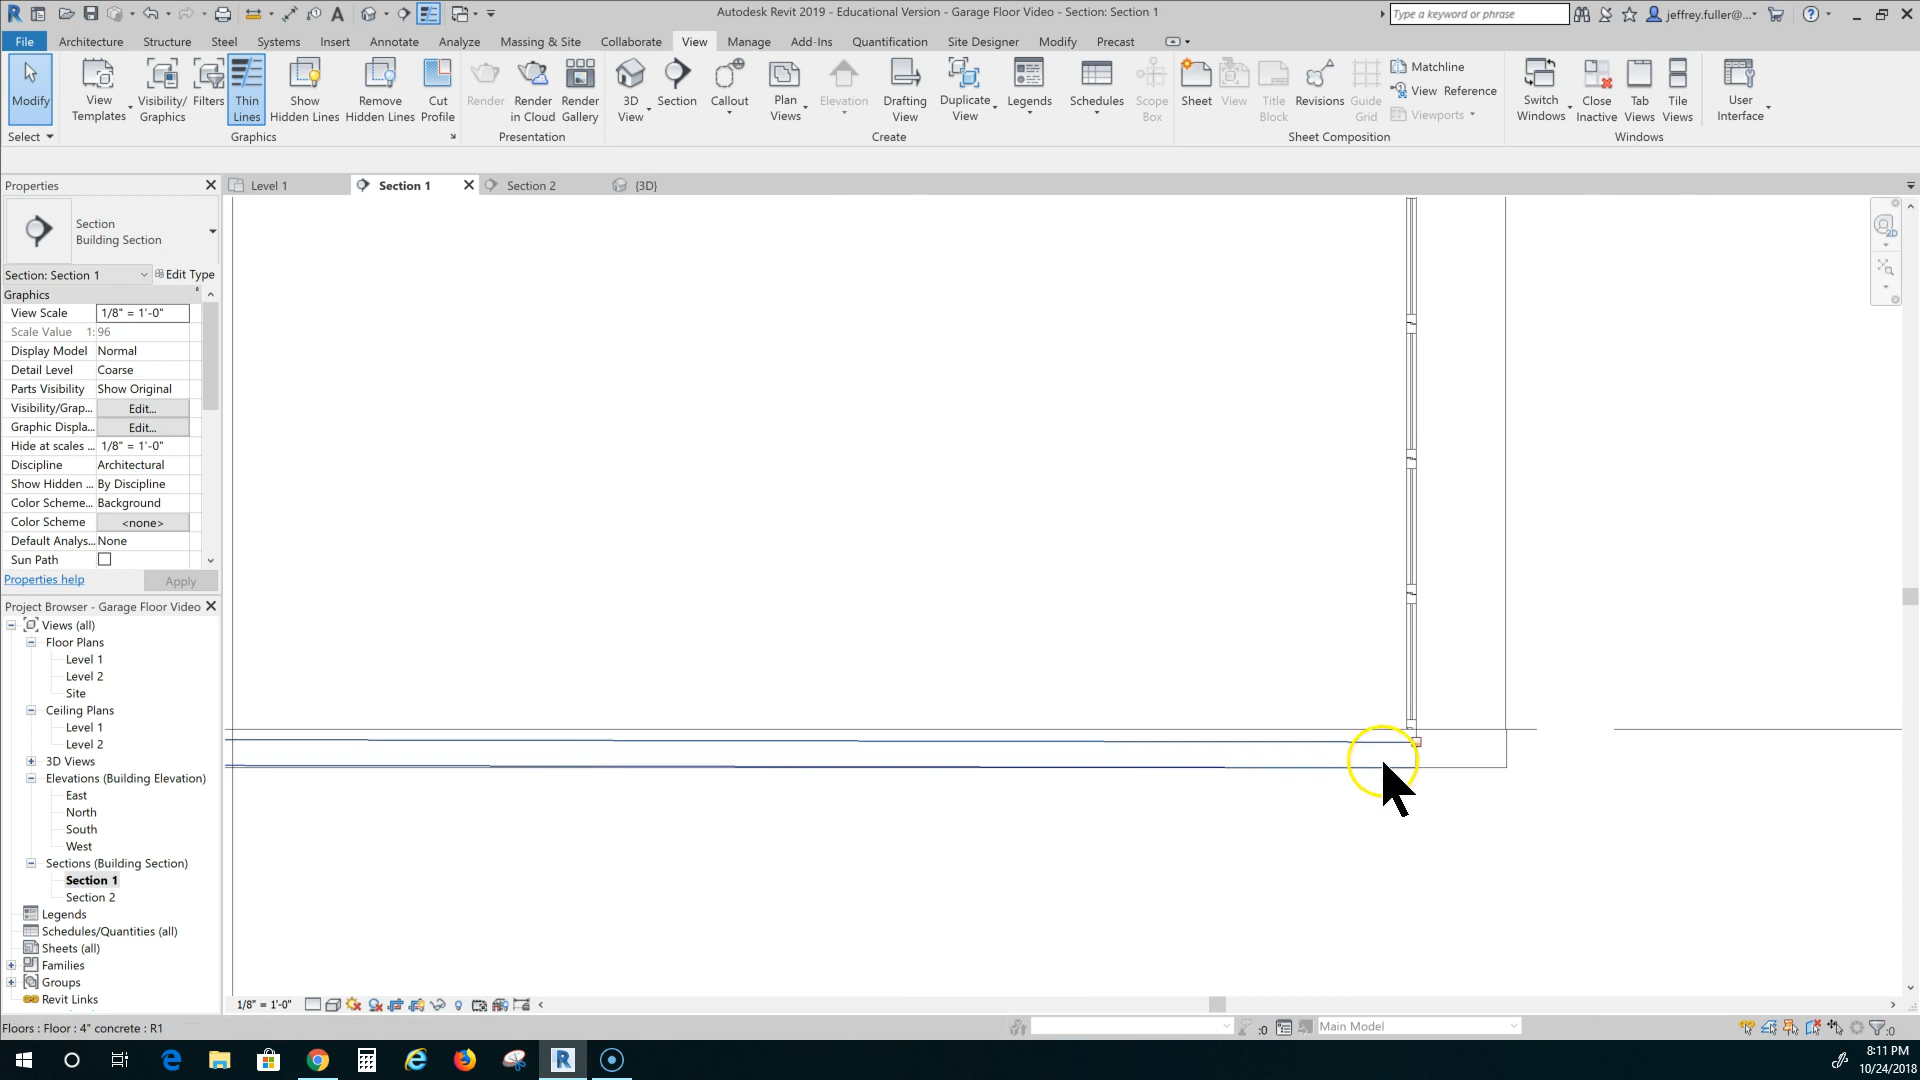 Autodesk Revit 2019 - Educational Version - Garage Floor Video - Section: Section 1
Type a keyword or phrase
jeffrey.fuller@...
File Architecture Structure Steel Systems Insert Annotate Analyze Massing & Site Collaborate View Manage Add-Ins Quantification Site Designer Modify Precast
Modify
View Templates
Visibility/ Graphics
Filters
Thin Lines
Show Hidden Lines
Remove Hidden Lines
Cut Profile
Render
Render in Cloud
Render Gallery
3D View
Section
Callout
Plan Views
Elevation
Drafting View
Duplicate View
Legends
Schedules
Scope Box
Sheet
View
Title Block
Revisions
Guide Grid
Matchline
View Reference
Viewports
Switch Windows
Close Inactive
Tab Views
Tile Views
User Interface
Select Graphics Presentation Create Sheet Composition Windows
Properties
Level 1 Section 1 Section 2 {3D}
Section
Building Section
Section: Section 1 Edit Type
Graphics
View Scale 1/8" = 1'-0"
Scale Value 1: 96
Display Model Normal
Detail Level Coarse
Parts Visibility Show Original
Visibility/Grap... Edit...
Graphic Displa... Edit...
Hide at scales ... 1/8" = 1'-0"
Discipline Architectural
Show Hidden ... By Discipline
Color Scheme... Background
Color Scheme <none>
Default Analys... None
Sun Path
Properties help Apply
Project Browser - Garage Floor Video
Views (all)
Floor Plans
Level 1
Level 2
Site
Ceiling Plans
Level 1
Level 2
3D Views
Elevations (Building Elevation)
East
North
South
West
Sections (Building Section)
Section 1
Section 2
Legends
Schedules/Quantities (all)
Sheets (all)
Families
Groups
Revit Links
2D
1/8" = 1'-0"
Floors : Floor : 4" concrete : R1
:0
Main Model
:0
8:11 PM
10/24/2018